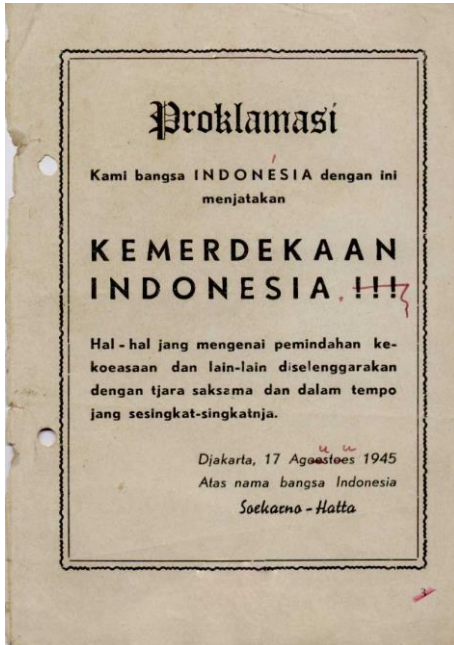 Proklamasi
Kami bangsa INDONESIA dengan ini
menjatakan
KEMERDEKAAN
INDONESIA !!!
Hal-hal jang mengenai pemindahan ke-
koeasaan dan lain-lain diselenggarakan
dengan tjara saksama dan dalam tempo
jang sesingkat-singkatnja.
u u
Djakarta, 17 Agoestoes 1945
Atas nama bangsa Indonesia
Soekarno - Hatta